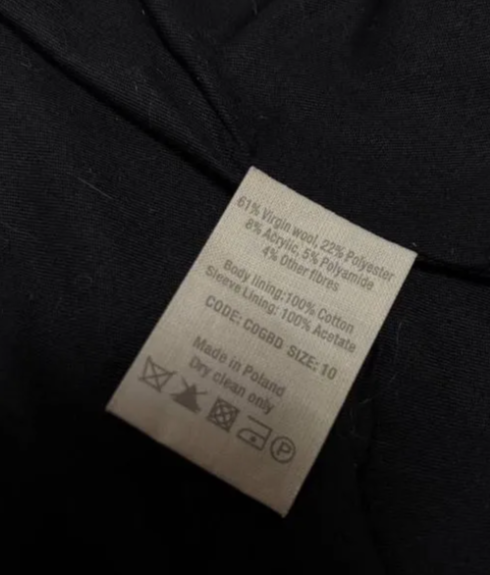 61% Virgin wool, 22% Polyester
8% Acrylic, 5% Polyamide
4% Other fibres
Body lining:100% Cotton
Sleeve Lining: 100% Acetate
CODE: CDGBD SIZE: 10
Made in Poland
Dry clean only
P